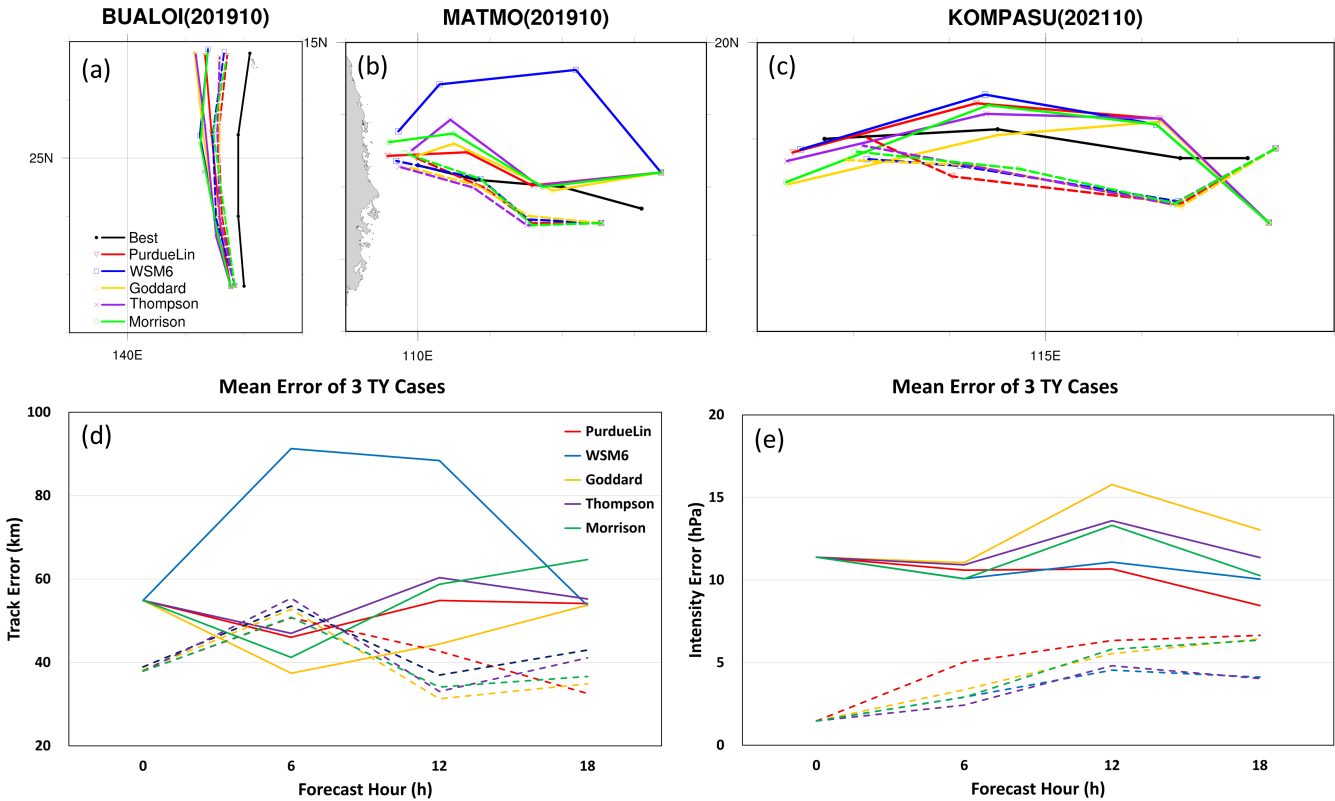 BUALOI(201910)
MATMO(201910)
KOMPASU(202110)
(a)
25N
140E
Best
PurdueLin
WSM6
Goddard
Thompson
Morrison
15N
(b)
110E
20N
(c)
115E
Mean Error of 3 TY Cases
(d)
Track Error (km)
100
80
60
40
20
0 6 12 18
Forecast Hour (h)
PurdueLin
WSM6
Goddard
Thompson
Morrison
Mean Error of 3 TY Cases
(e)
Intensity Error (hPa)
20
15
10
5
0
0 6 12 18
Forecast Hour (h)